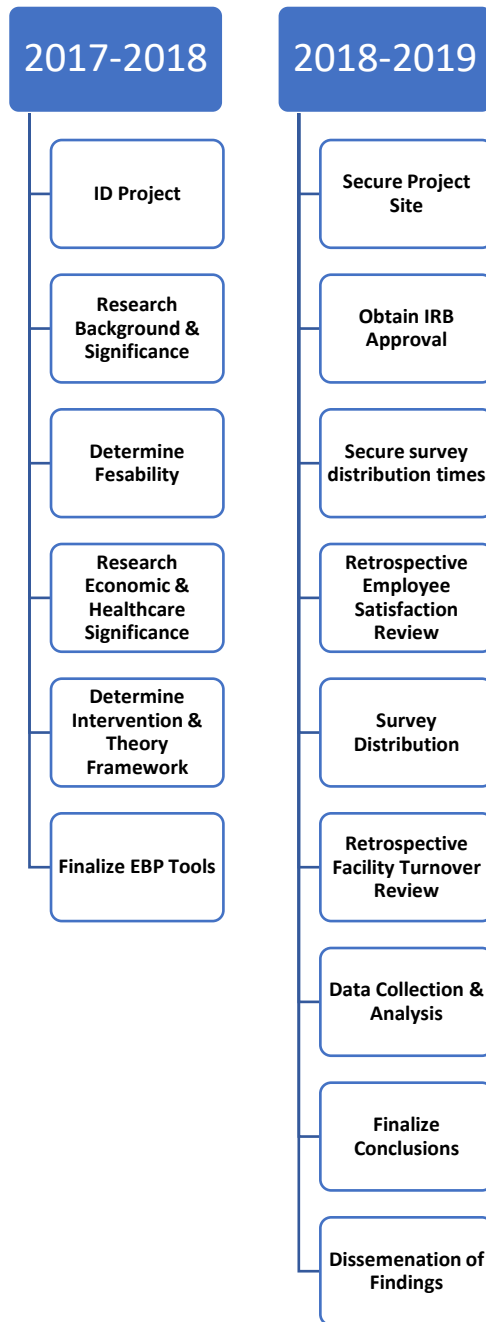 2017-2018
ID Project
Research
Background &
Significance
Determine
Fesability
Research
Economic &
Healthcare
Significance
Determine
Intervention &
Theory
Framework
Finalize EBP Tools
2018-2019
Secure Project
Site
Obtain IRB
Approval
Secure survey
distribution times
Retrospective
Employee
Satisfaction
Review
Survey
Distribution
Retrospective
Facility Turnover
Review
Data Collection &
Analysis
Finalize
Conclusions
Dissemenation of
Findings